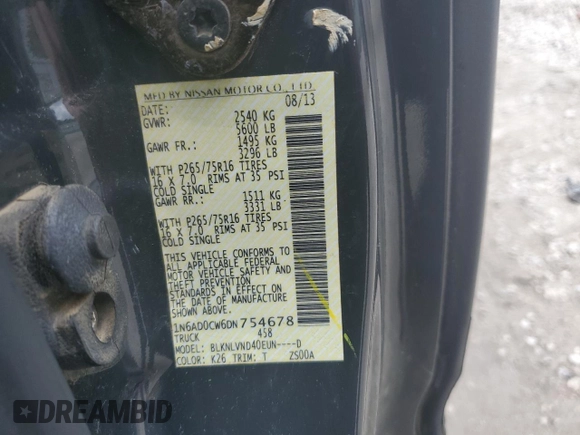 MFD BY NISSAN MOTOR CO., LTD.
DATE: 08/13
GVWR: 2540 KG
5600 LB
GAWR FR.: 1495 KG
3296 LB
WITH P265/75R16 TIRES
16 X 7.0 RIMS AT 35 PSI
COLD SINGLE
GAWR RR.: 1511 KG
3331 LB
WITH P265/75R16 TIRES
16 X 7.0 RIMS AT 35 PSI
COLD SINGLE
THIS VEHICLE CONFORMS TO
ALL APPLICABLE FEDERAL
MOTOR VEHICLE SAFETY AND
THEFT PREVENTION
STANDARDS IN EFFECT ON
THE DATE OF MANUFACTURE
SHOWN ABOVE.
1N6AD0CW6DN754678
TRUCK 458
MODEL: BLKNLVND40EUN----D
COLOR: K26 TRIM: T ZS00A
DREAMBID
.com